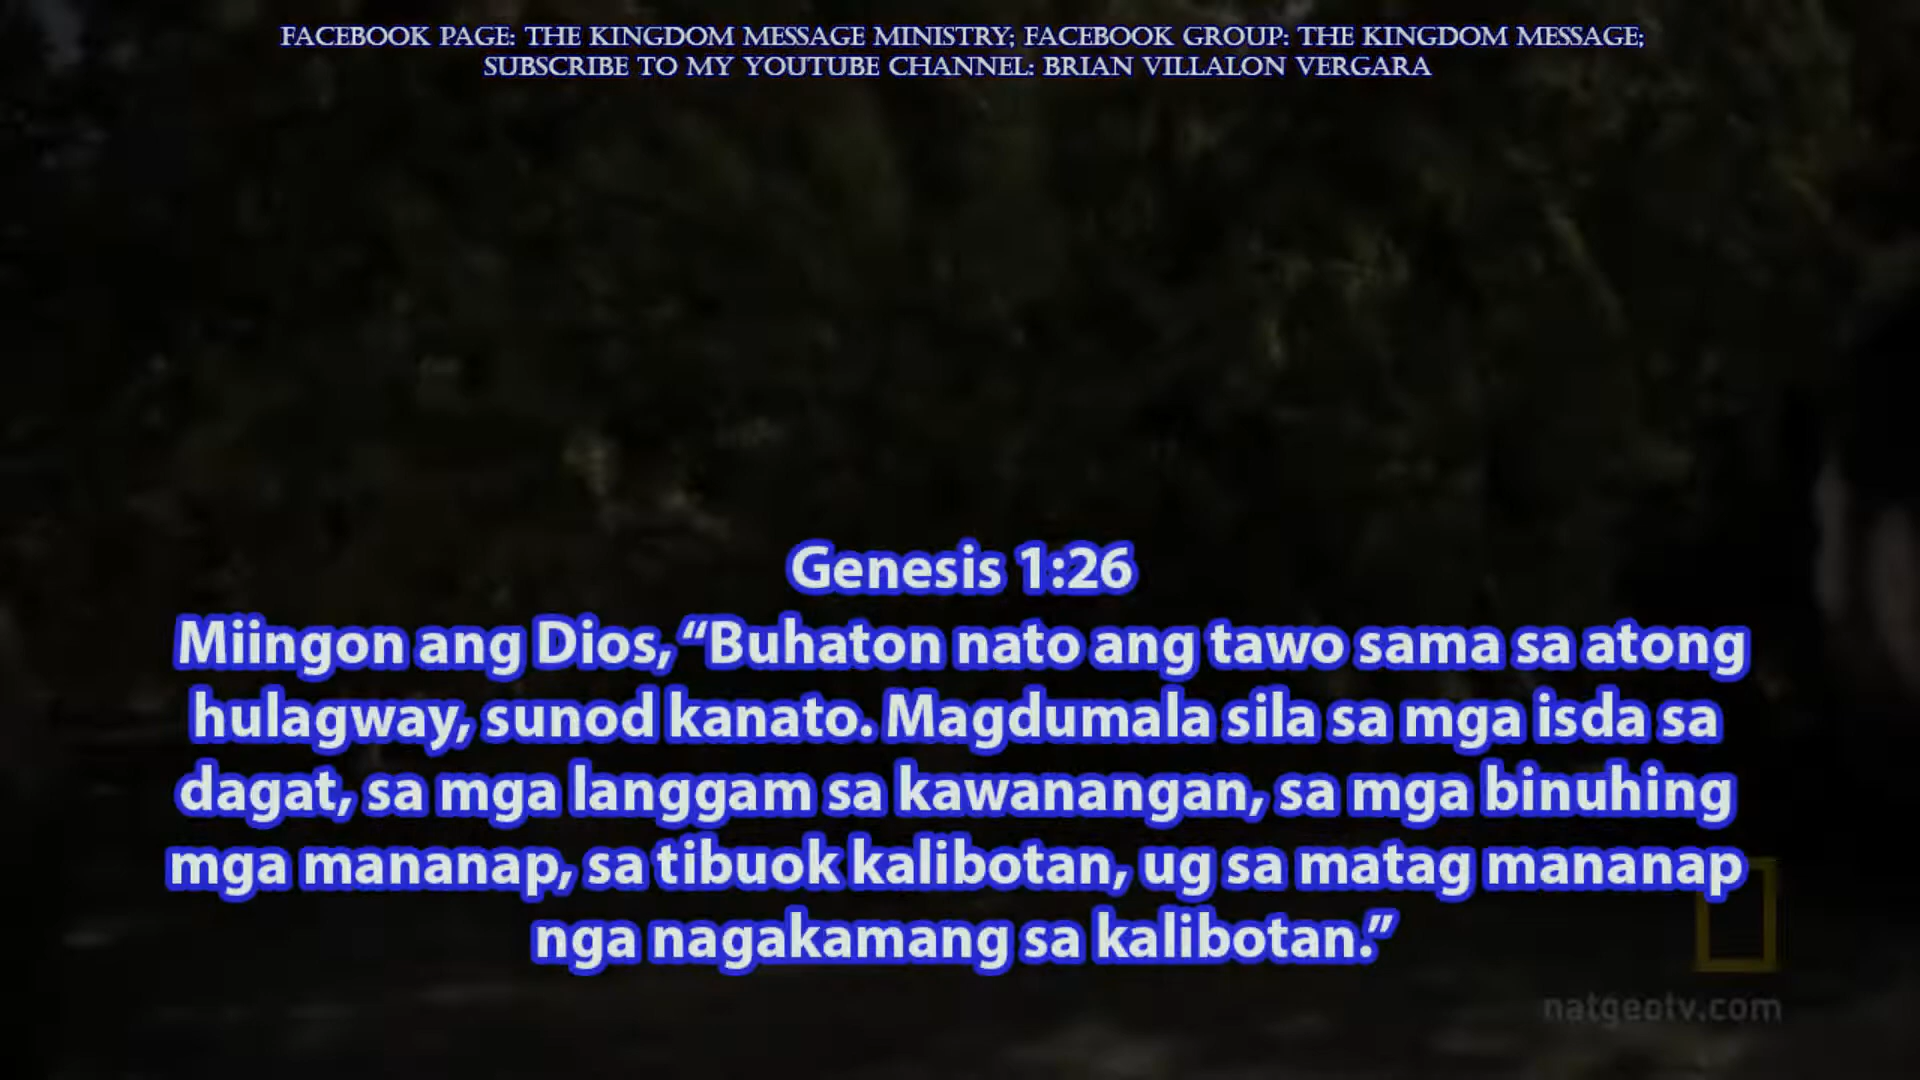 FACEBOOK PAGE: THE KINGDOM MESSAGE MINISTRY; FACEBOOK GROUP: THE KINGDOM MESSAGE;
SUBSCRIBE TO MY YOUTUBE CHANNEL: BRIAN VILLALON VERGARA
Genesis 1:26
Miingon ang Dios, “Buhaton nato ang tawo sama sa atong
hulagway, sunod kanato. Magdumala sila sa mga isda sa
dagat, sa mga langgam sa kawanangan, sa mga binuhing
mga mananap, sa tibuok kalibotan, ug sa matag mananap
nga nagakamang sa kalibotan.”
natgeotv.com